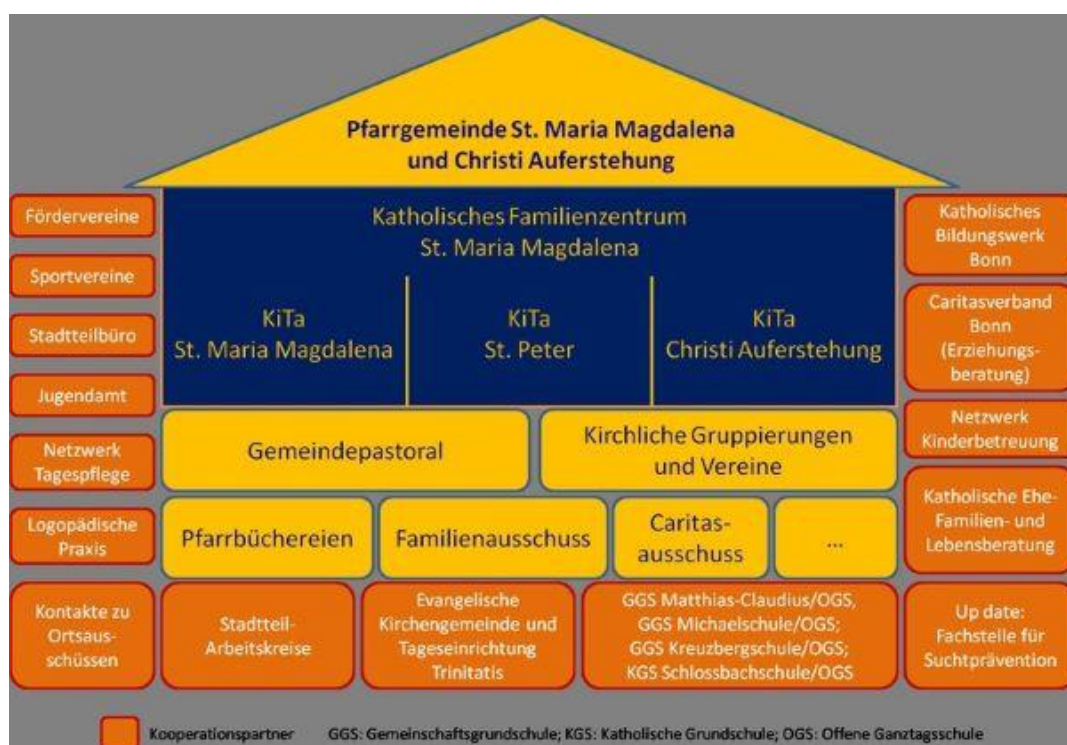 Pfarrgemeinde St. Maria Magdalena
und Christi Auferstehung
Katholisches Familienzentrum
St. Maria Magdalena
KiTa
St. Maria Magdalena
KiTa
St. Peter
KiTa
Christi Auferstehung
Fördervereine
Sportvereine
Stadtteilbüro
Jugendamt
Netzwerk
Tagespflege
Logopädische
Praxis
Kontakte zu
Ortsaus-
schüssen
Gemeindepastoral
Kirchliche Gruppierungen
und Vereine
Pfarrbüchereien
Familienausschuss
Caritas-
ausschuss
...
Stadtteil-
Arbeitskreise
Evangelische
Kirchengemeinde und
Tageseinrichtung
Trinitatis
GGS Matthias-Claudius/OGS,
GGS Michaelschule/OGS;
GGS Kreuzbergschule/OGS;
KGS Schlossbachschule/OGS
Katholisches
Bildungswerk
Bonn
Caritasverband
Bonn
(Erziehungs-
beratung)
Netzwerk
Kinderbetreuung
Katholische Ehe-
Familien- und
Lebensberatung
Up date:
Fachstelle für
Suchtprävention
Kooperationspartner
GGS: Gemeinschaftsgrundschule; KGS: Katholische Grundschule; OGS: Offene Ganztagsschule